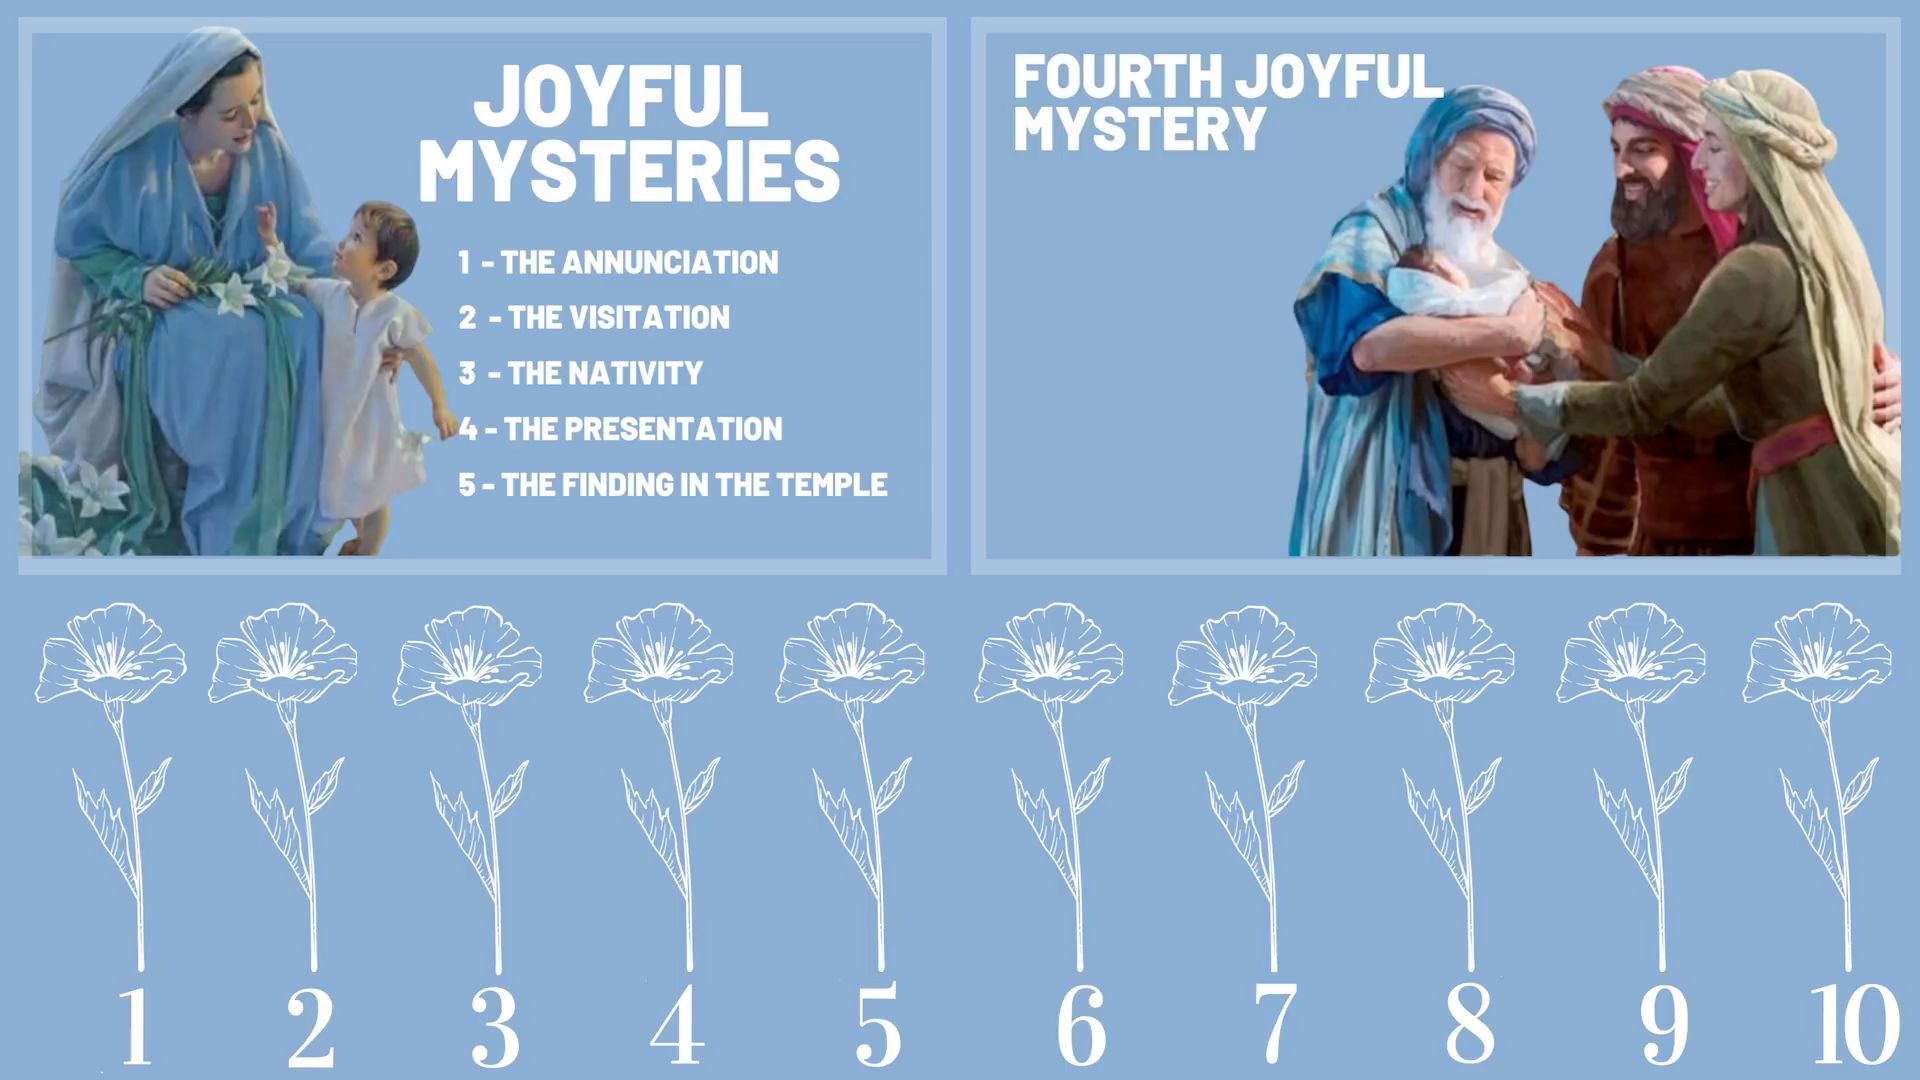 JOYFUL
MYSTERIES
1 - THE ANNUNCIATION
2 - THE VISITATION
3 - THE NATIVITY
4 - THE PRESENTATION
5 - THE FINDING IN THE TEMPLE
FOURTH JOYFUL
MYSTERY
1 2 3 4 5 6 7 8 9 10